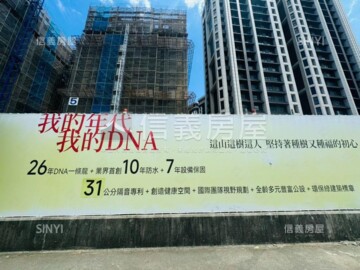 信義房屋
SINYI
5
我的年代
我的DNA
信義房屋
這山這樹這人 堅持著種樹又種福的初心
26年DNA一條龍+業界首創10年防水+7年設備保固
31公分隔音專利+創造健康空間+國際團隊視野規劃+全齡多元豐富公設+環保綠建築標章
SINYI
信義房屋